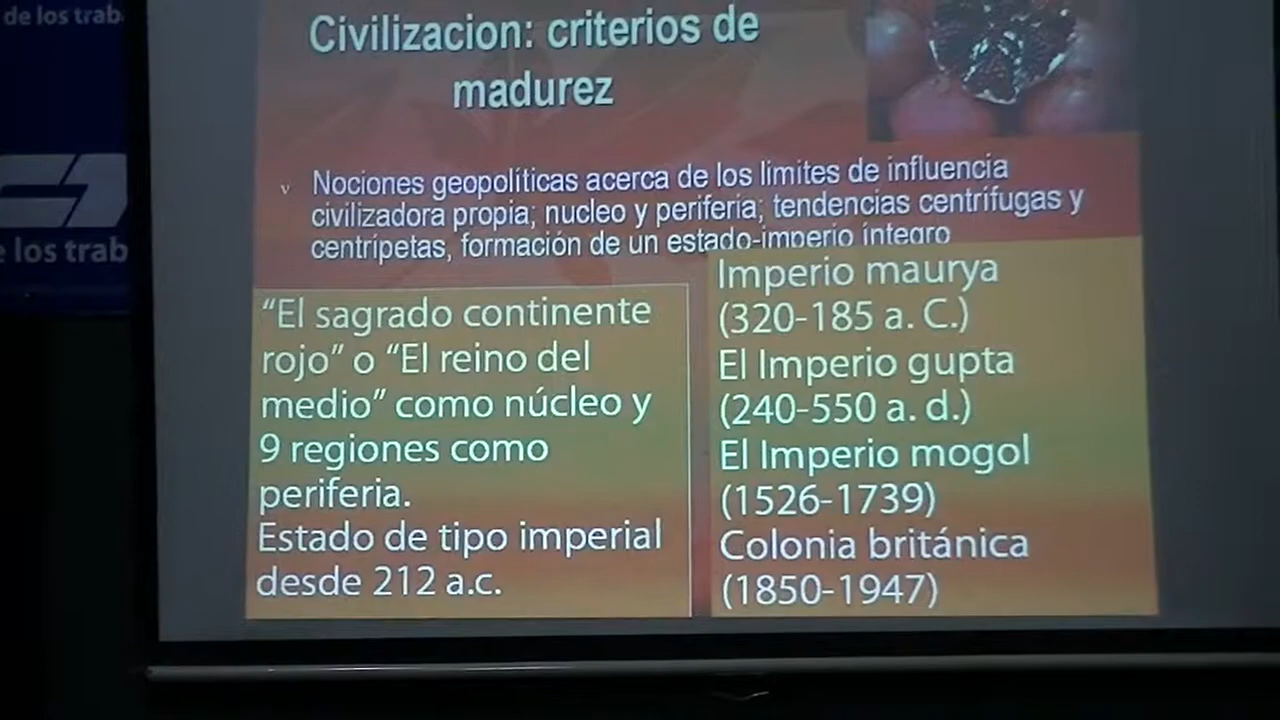 de los trab
e los trab
Civilizacion: criterios de
madurez
v Nociones geopolíticas acerca de los limites de influencia
civilizadora propia; nucleo y periferia; tendencias centrífugas y
centrípetas, formación de un estado-imperio íntegro
“El sagrado continente
rojo” o “El reino del
medio” como núcleo y
9 regiones como
periferia.
Estado de tipo imperial
desde 212 a.c.
Imperio maurya
(320-185 a. C.)
El Imperio gupta
(240-550 a. d.)
El Imperio mogol
(1526-1739)
Colonia británica
(1850-1947)